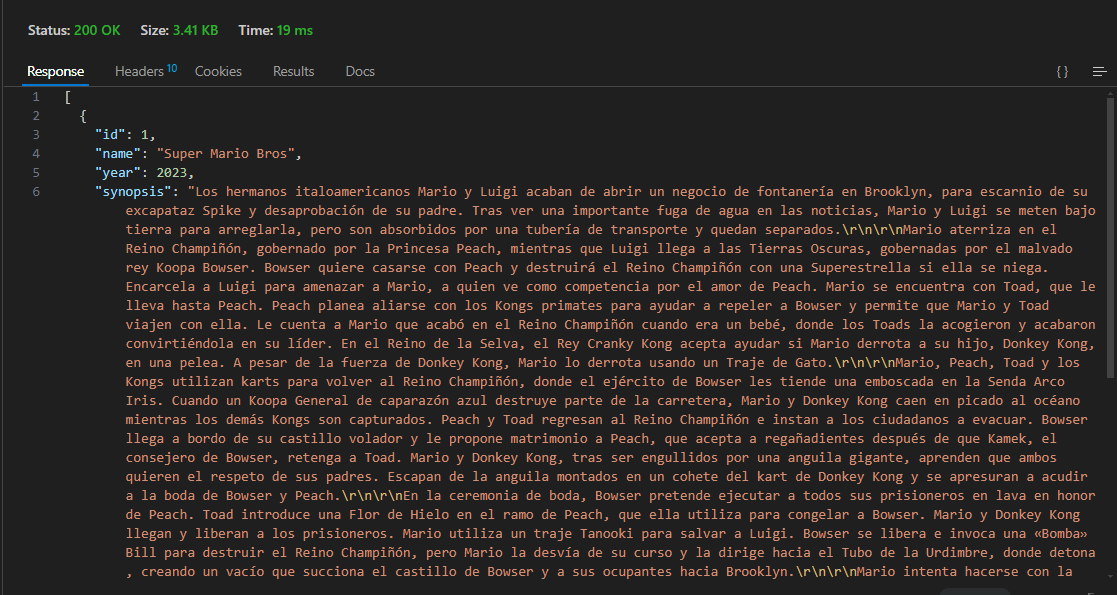 Status: 200 OK Size: 3.41 KB Time: 19 ms
Response Headers 10 Cookies Results Docs { }
1 [
2 {
3 "id": 1,
4 "name": "Super Mario Bros",
5 "year": 2023,
6 "synopsis": "Los hermanos italoamericanos Mario y Luigi acaban de abrir un negocio de fontanería en Brooklyn, para escarnio de su
excapataz Spike y desaprobación de su padre. Tras ver una importante fuga de agua en las noticias, Mario y Luigi se meten bajo
tierra para arreglarla, pero son absorbidos por una tubería de transporte y quedan separados.\r\n\r\nMario aterriza en el
Reino Champiñón, gobernado por la Princesa Peach, mientras que Luigi llega a las Tierras Oscuras, gobernadas por el malvado
rey Koopa Bowser. Bowser quiere casarse con Peach y destruirá el Reino Champiñón con una Superestrella si ella se niega.
Encarcela a Luigi para amenazar a Mario, a quien ve como competencia por el amor de Peach. Mario se encuentra con Toad, que le
lleva hasta Peach. Peach planea aliarse con los Kongs primates para ayudar a repeler a Bowser y permite que Mario y Toad
viajen con ella. Le cuenta a Mario que acabó en el Reino Champiñón cuando era un bebé, donde los Toads la acogieron y acabaron
convirtiéndola en su líder. En el Reino de la Selva, el Rey Cranky Kong acepta ayudar si Mario derrota a su hijo, Donkey Kong,
en una pelea. A pesar de la fuerza de Donkey Kong, Mario lo derrota usando un Traje de Gato.\r\n\r\nMario, Peach, Toad y los
Kongs utilizan karts para volver al Reino Champiñón, donde el ejército de Bowser les tiende una emboscada en la Senda Arco
Iris. Cuando un Koopa General de caparazón azul destruye parte de la carretera, Mario y Donkey Kong caen en picado al océano
mientras los demás Kongs son capturados. Peach y Toad regresan al Reino Champiñón e instan a los ciudadanos a evacuar. Bowser
llega a bordo de su castillo volador y le propone matrimonio a Peach, que acepta a regañadientes después de que Kamek, el
consejero de Bowser, retenga a Toad. Mario y Donkey Kong, tras ser engullidos por una anguila gigante, aprenden que ambos
quieren el respeto de sus padres. Escapan de la anguila montados en un cohete del kart de Donkey Kong y se apresuran a acudir
a la boda de Bowser y Peach.\r\n\r\nEn la ceremonia de boda, Bowser pretende ejecutar a todos sus prisioneros en lava en honor
de Peach. Toad introduce una Flor de Hielo en el ramo de Peach, que ella utiliza para congelar a Bowser. Mario y Donkey Kong
llegan y liberan a los prisioneros. Mario utiliza un traje Tanooki para salvar a Luigi. Bowser se libera e invoca una «Bomba»
Bill para destruir el Reino Champiñón, pero Mario la desvía de su curso y la dirige hacia el Tubo de la Urdimbre, donde detona
, creando un vacío que succiona el castillo de Bowser y a sus ocupantes hacia Brooklyn.\r\n\r\nMario intenta hacerse con la